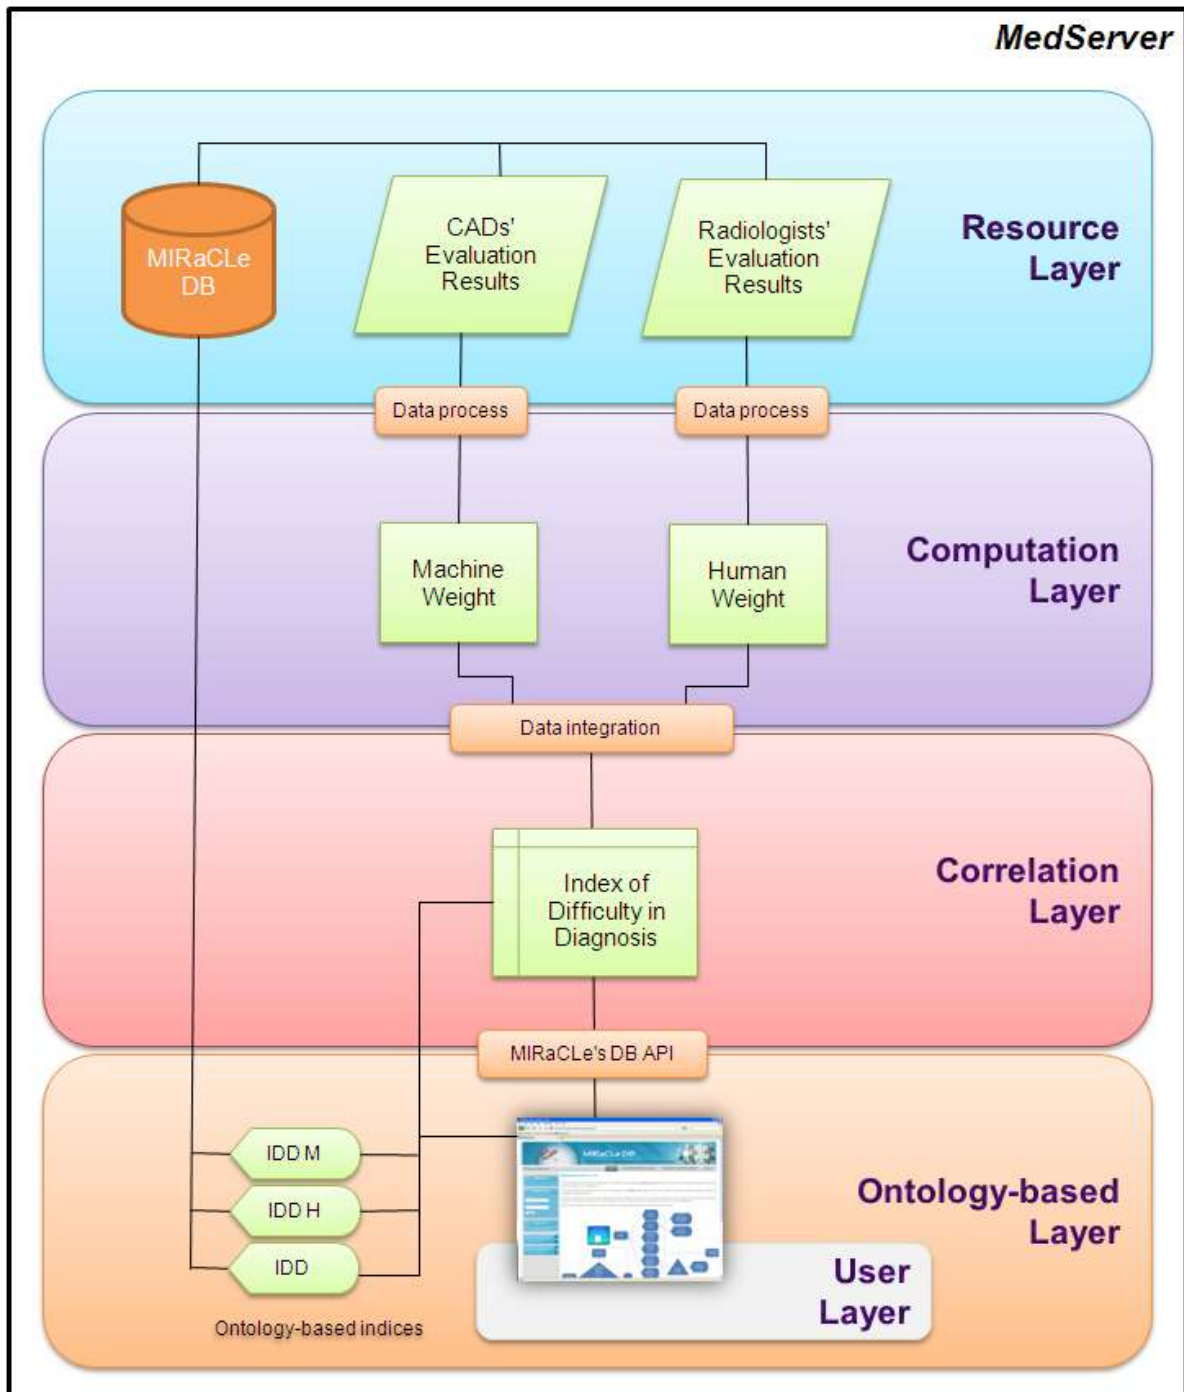 MedServer
MIRaCLe
DB
CADs'
Evaluation
Results
Radiologists'
Evaluation
Results
Resource
Layer
Data process
Data process
Machine
Weight
Human
Weight
Computation
Layer
Data integration
Index of
Difficulty in
Diagnosis
Correlation
Layer
MIRaCLe's DB API
IDD M
IDD H
IDD
Ontology-based indices
MIRaCLe DB
Ontology-based
Layer
User
Layer